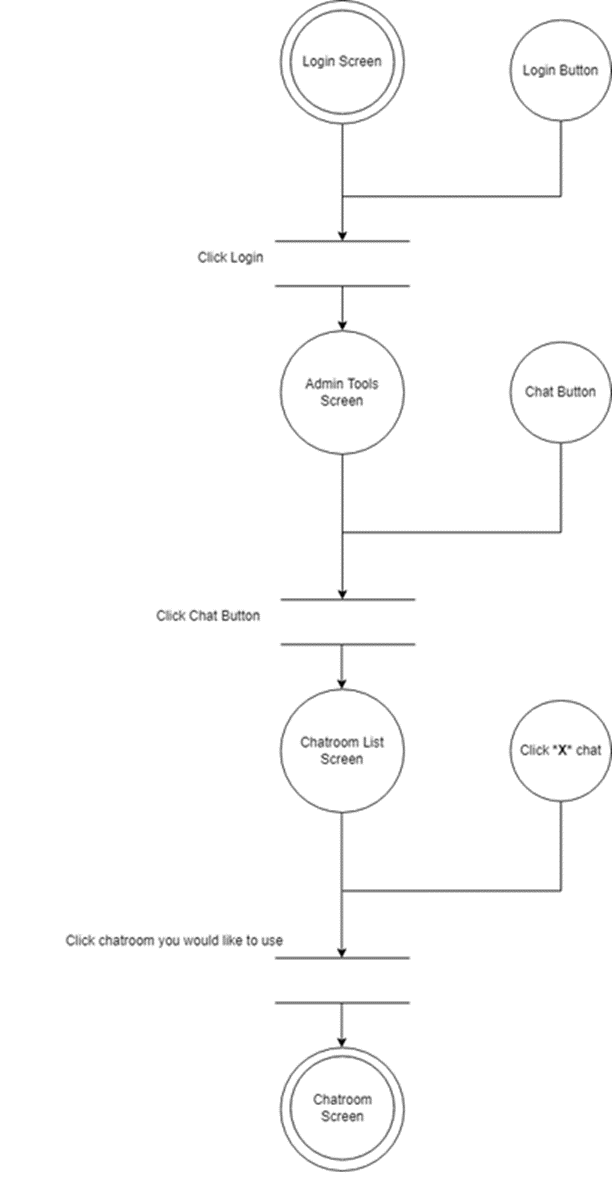 Login Screen
Login Button
Click Login
Admin Tools
Screen
Chat Button
Click Chat Button
Chatroom List
Screen
Click "X" chat
Click chatroom you would like to use
Chatroom
Screen